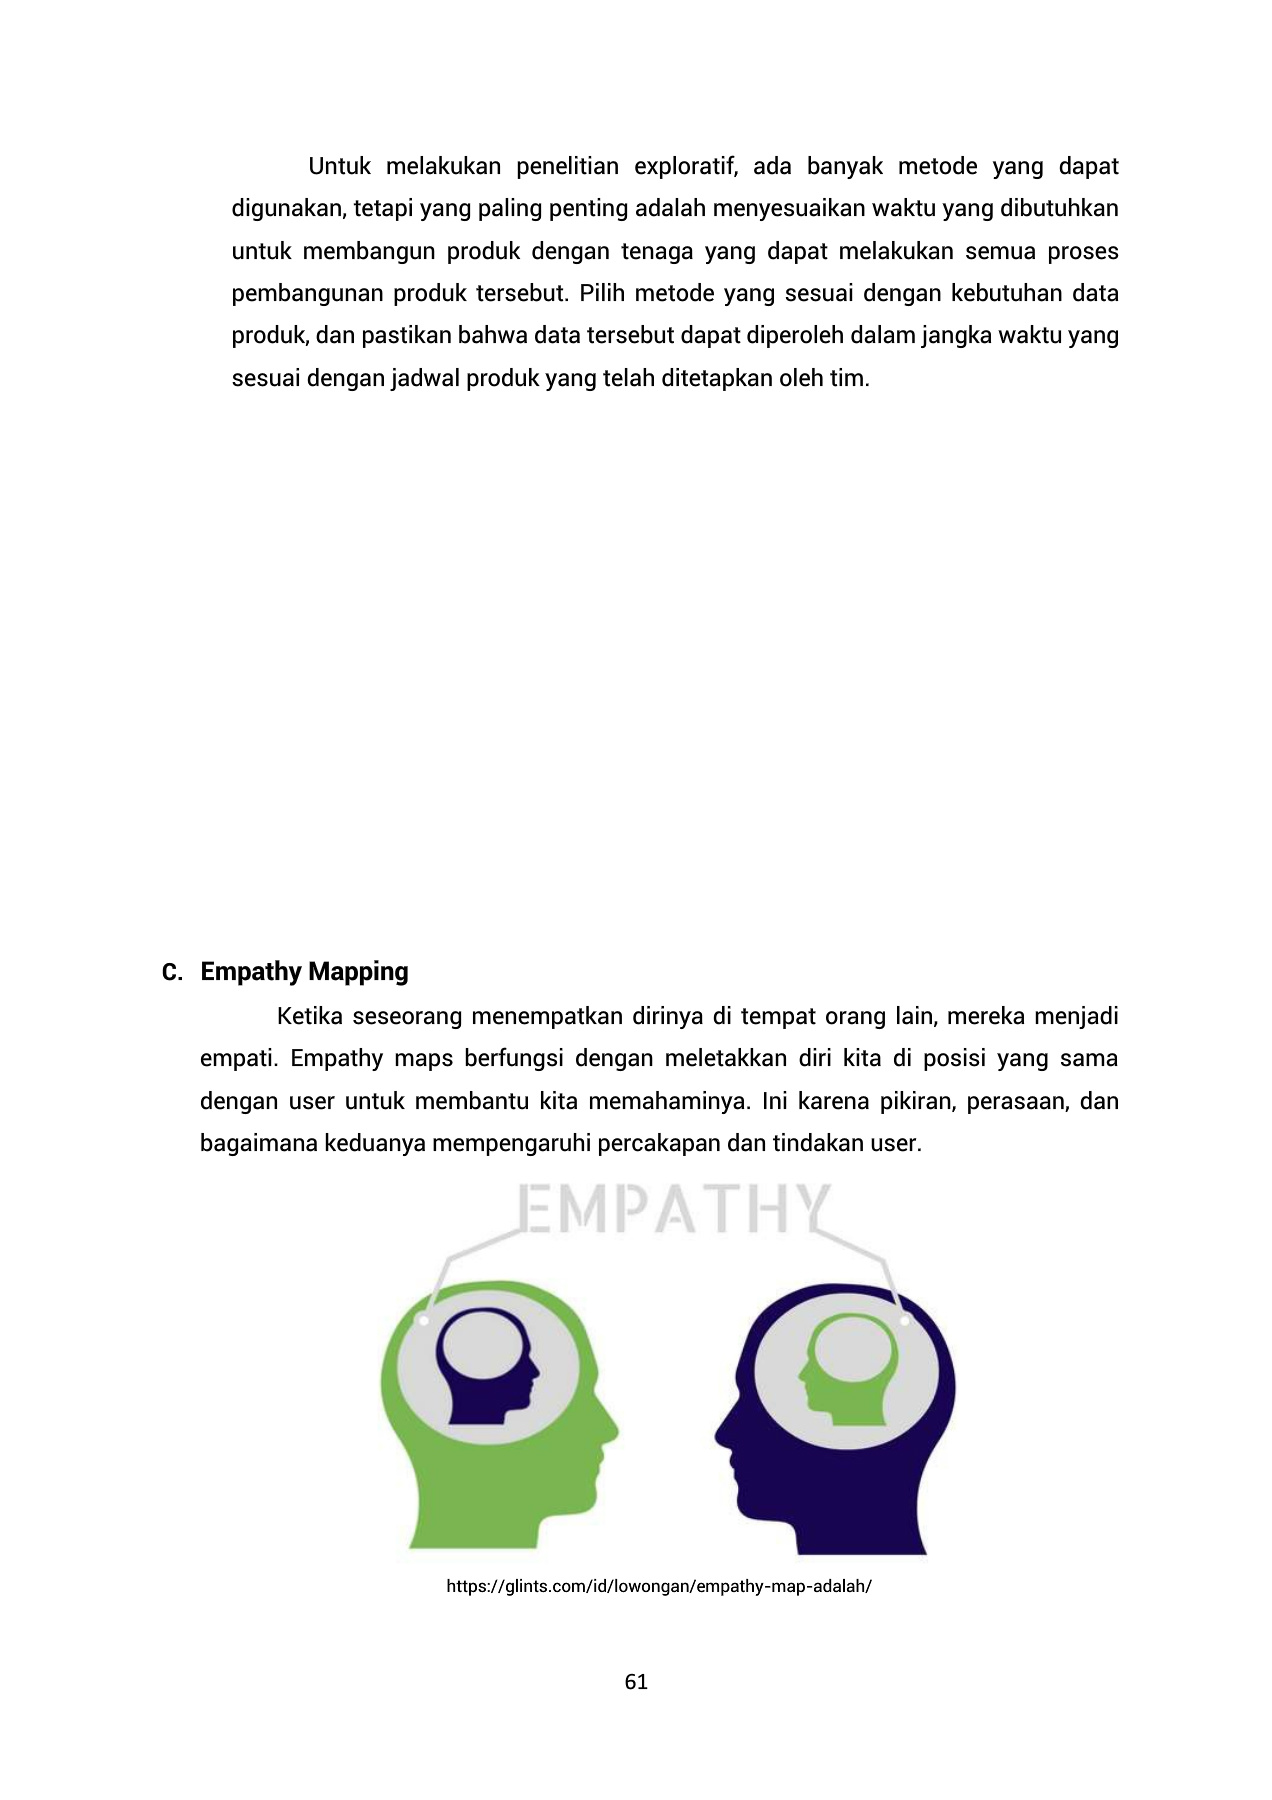 Untuk melakukan penelitian exploratif, ada banyak metode yang dapat
digunakan, tetapi yang paling penting adalah menyesuaikan waktu yang dibutuhkan
untuk membangun produk dengan tenaga yang dapat melakukan semua proses
pembangunan produk tersebut. Pilih metode yang sesuai dengan kebutuhan data
produk, dan pastikan bahwa data tersebut dapat diperoleh dalam jangka waktu yang
sesuai dengan jadwal produk yang telah ditetapkan oleh tim.
C. Empathy Mapping
Ketika seseorang menempatkan dirinya di tempat orang lain, mereka menjadi
empati. Empathy maps berfungsi dengan meletakkan diri kita di posisi yang sama
dengan user untuk membantu kita memahaminya. Ini karena pikiran, perasaan, dan
bagaimana keduanya mempengaruhi percakapan dan tindakan user.
EMPATHY
https://glints.com/id/lowongan/empathy-map-adalah/
61